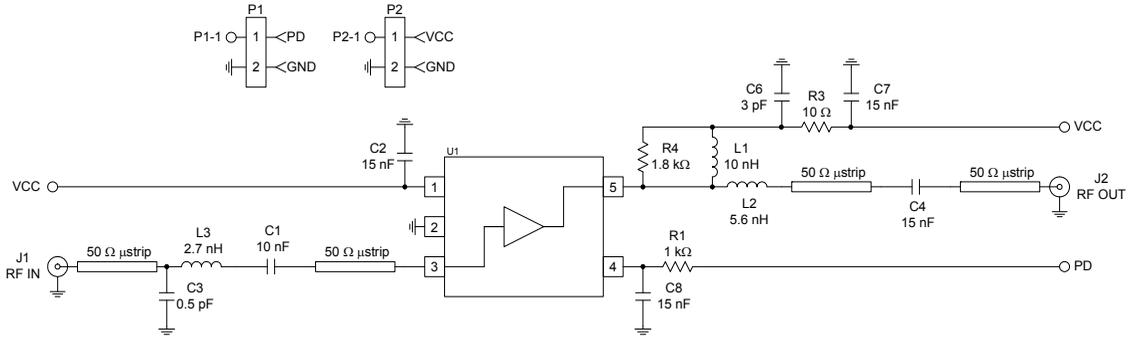 P1
P1-1
1
PD
2
GND
P2
P2-1
1
VCC
2
GND
C6
3 pF
R3
10 Ω
C7
15 nF
VCC
C2
15 nF
U1
R4
1.8 kΩ
L1
10 nH
VCC
1
5
L2
5.6 nH
50 Ω µstrip
C4
15 nF
50 Ω µstrip
J2
RF OUT
2
J1
RF IN
50 Ω µstrip
L3
2.7 nH
C1
10 nF
50 Ω µstrip
3
4
R1
1 kΩ
PD
C3
0.5 pF
C8
15 nF